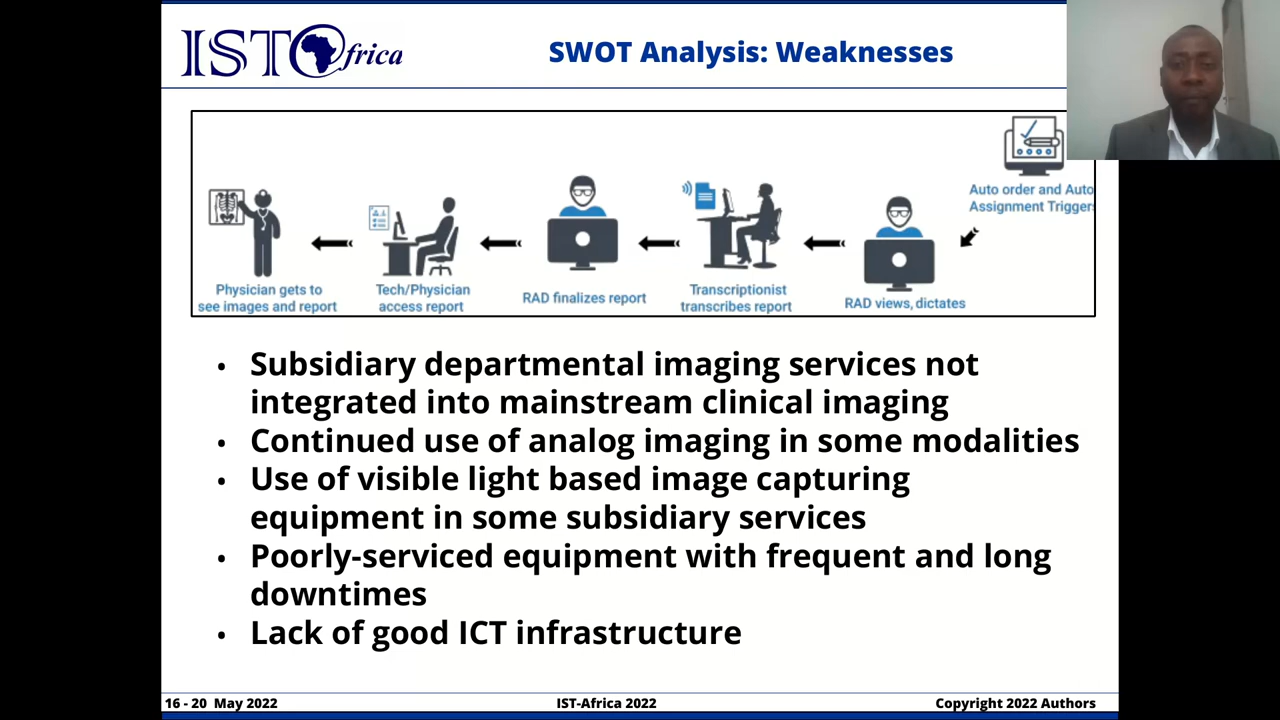 ISTAfrica
SWOT Analysis: Weaknesses
Auto order and Auto
Assignment Triggers
Physician gets to
see images and report
Tech/Physician
access report
RAD finalizes report
Transcriptionist
transcribes report
RAD views, dictates
• Subsidiary departmental imaging services not
integrated into mainstream clinical imaging
• Continued use of analog imaging in some modalities
• Use of visible light based image capturing
equipment in some subsidiary services
• Poorly-serviced equipment with frequent and long
downtimes
• Lack of good ICT infrastructure
16 - 20 May 2022
IST-Africa 2022
Copyright 2022 Authors